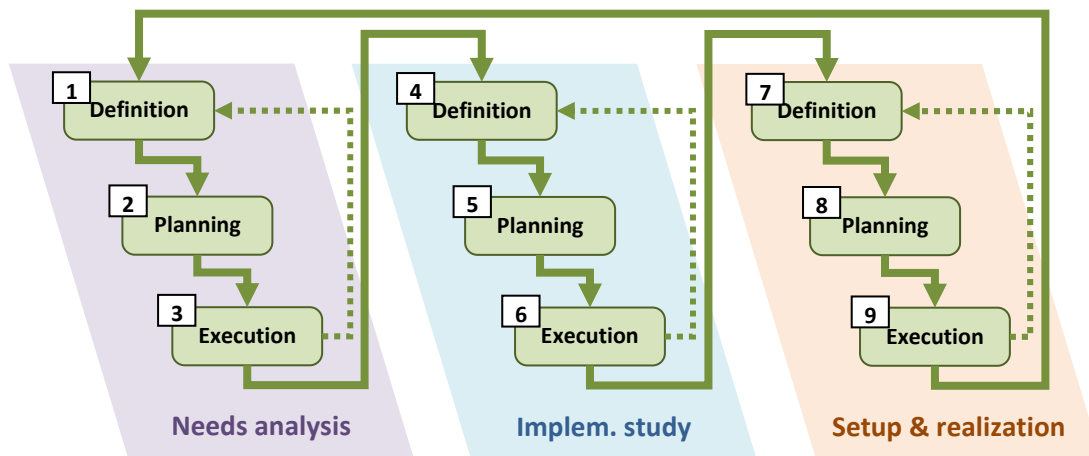 1
Definition
2
Planning
3
Execution
Needs analysis
4
Definition
5
Planning
6
Execution
Implem. study
7
Definition
8
Planning
9
Execution
Setup & realization